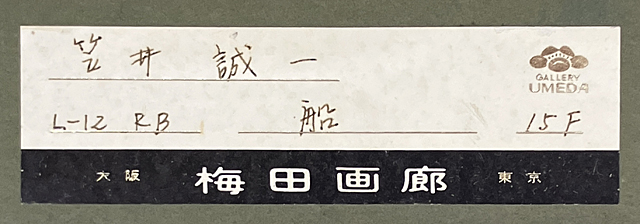 笠井 誠一
GALLERY
UMEDA
L-12 RB 船 15F
大阪 梅田画廊 東京